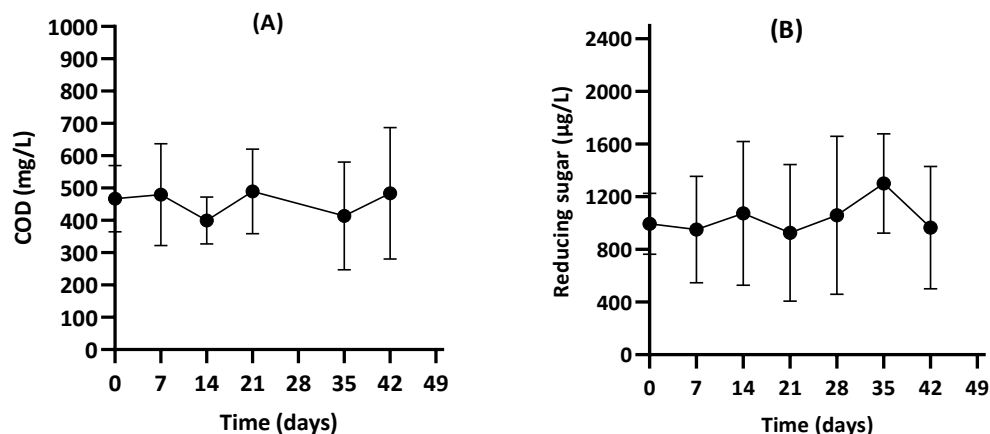 (A)
1000
900
800
700
600
500
400
300
200
100
0
COD (mg/L)
0 7 14 21 28 35 42 49
Time (days)
(B)
2400
2000
1600
1200
800
400
0
Reducing sugar (µg/L)
0 7 14 21 28 35 42 49
Time (days)